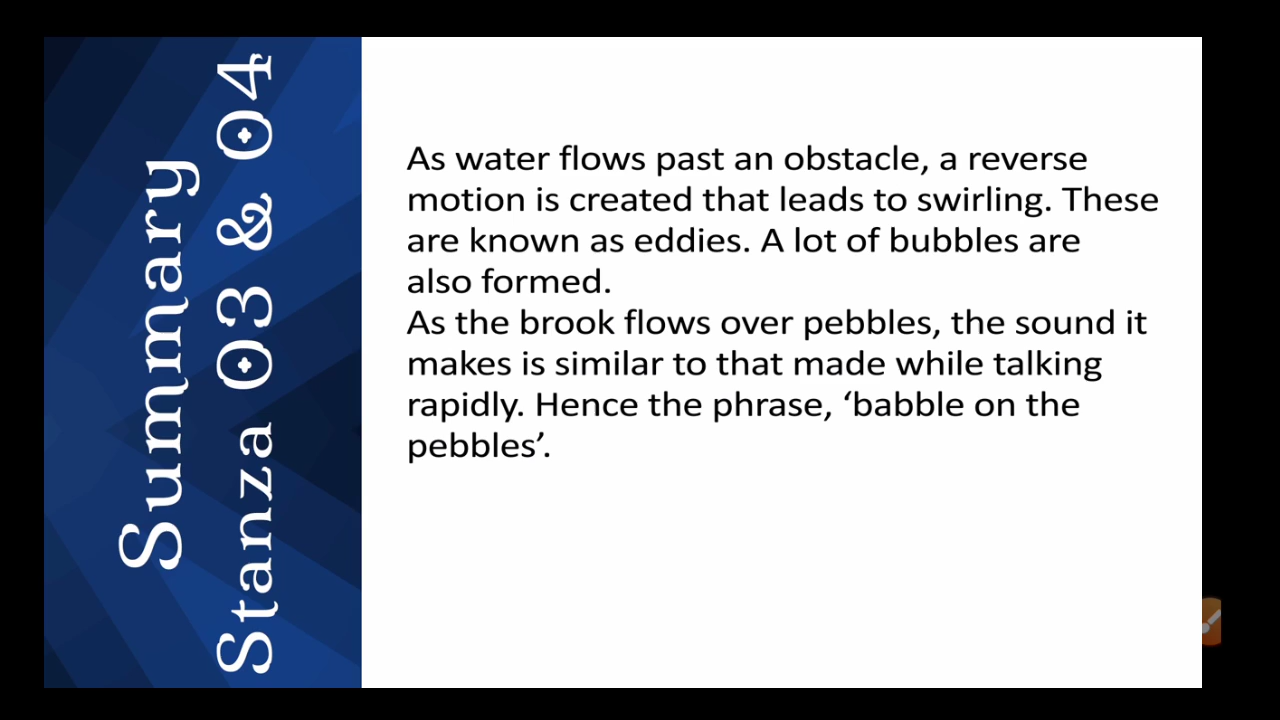 Summary
Stanza 03 & 04
As water flows past an obstacle, a reverse
motion is created that leads to swirling. These
are known as eddies. A lot of bubbles are
also formed.
As the brook flows over pebbles, the sound it
makes is similar to that made while talking
rapidly. Hence the phrase, ‘babble on the
pebbles’.